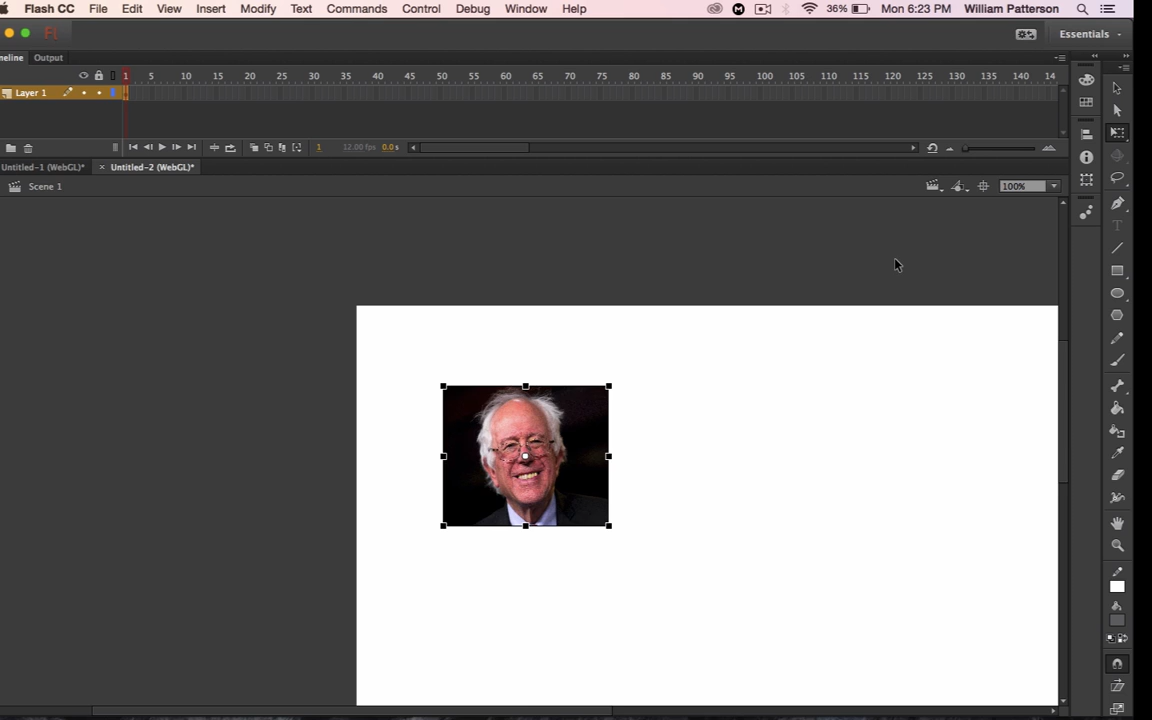 Flash CC File Edit View Insert Modify Text Commands Control Debug Window Help 36% Mon 6:23 PM William Patterson
Fl Essentials
meline Output
1 5 10 15 20 25 30 35 40 45 50 55 60 65 70 75 80 85 90 95 100 105 110 115 120 125 130 135 140 14
Layer 1
1 12.00 fps 0.0 s
Untitled-1 (WebGL)* × Untitled-2 (WebGL)*
Scene 1 100%
T